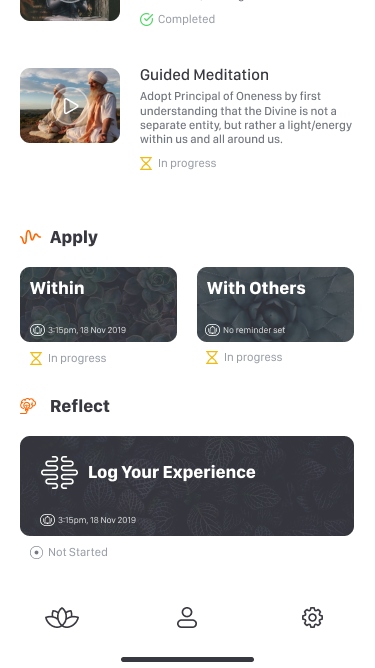 Completed
Guided Meditation
Adopt Principal of Oneness by first
understanding that the Divine is not a
separate entity, but rather a light/energy
within us and all around us.
In progress
Apply
Within
3:15pm, 18 Nov 2019
In progress
With Others
No reminder set
In progress
Reflect
Log Your Experience
3:15pm, 18 Nov 2019
Not Started